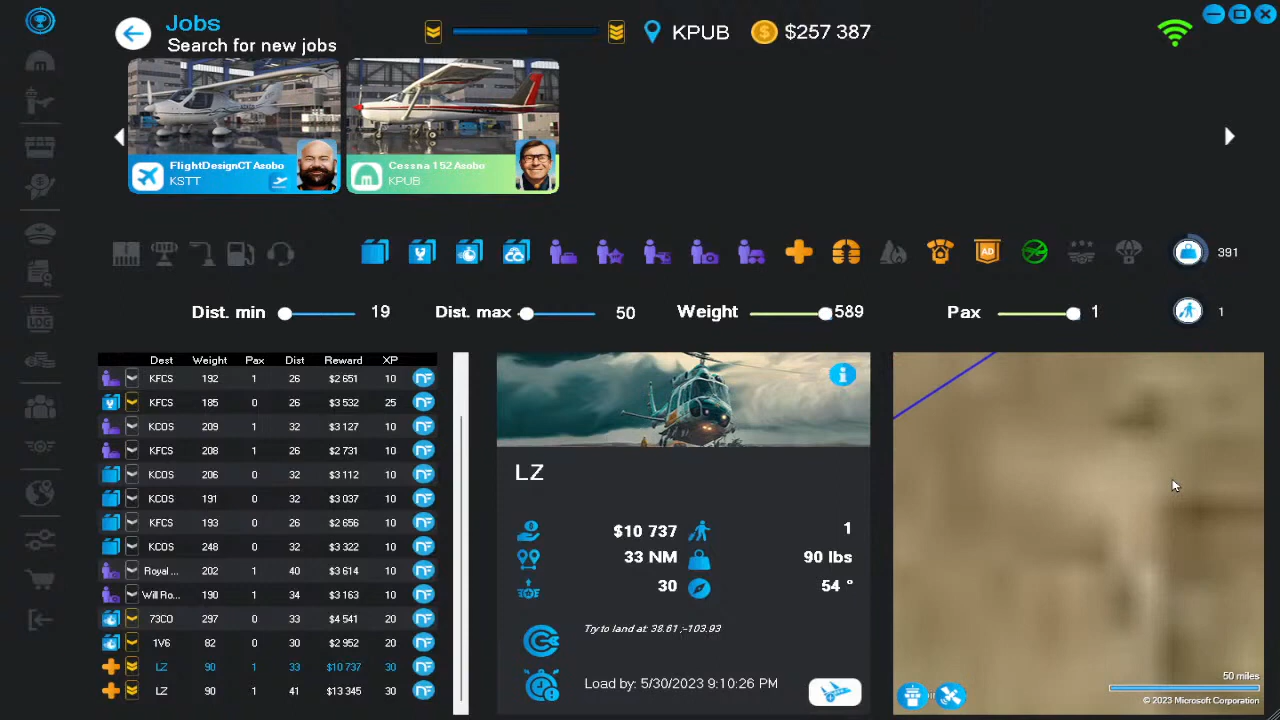 Jobs
Search for new jobs
KPUB
$257 387
FlightDesignCT Asobo
KSTT
Cessna 152 Asobo
KPUB
AD
391
Dist. min 19
Dist. max 50
Weight 589
Pax 1
1
LOG
Dest Weight Pax Dist Reward XP
KFCS 192 1 26 $2 651 10
KFCS 185 0 26 $3 532 25
KCOS 209 1 32 $3 127 10
KFCS 208 1 26 $2 731 10
KCOS 206 0 32 $3 112 10
KCOS 191 0 32 $3 037 10
KFCS 193 0 26 $2 656 10
KCOS 248 0 32 $3 322 10
Royal ... 202 1 40 $3 614 10
Will Ro... 190 1 34 $3 163 10
73CO 297 0 33 $4 541 20
1V6 82 0 30 $2 952 20
LZ 90 1 33 $10 737 30
LZ 90 1 41 $13 345 30
LZ
$10 737 1
33 NM 90 lbs
30 54 °
Try to land at: 38.61 ;-103.93
Load by: 5/30/2023 9:10:26 PM
50 miles
© 2023 Microsoft Corporation